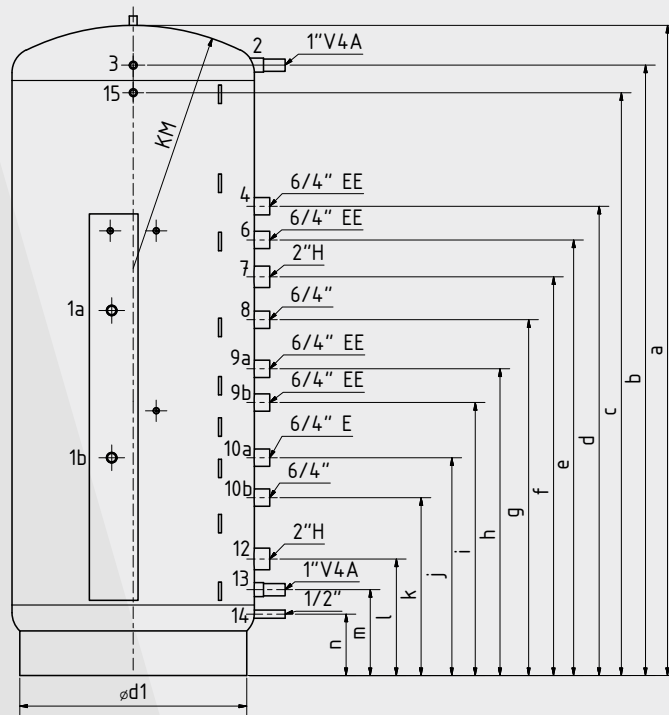 2
1"V4A
3
15
KM
4
6/4" EE
6
6/4" EE
7
2"H
1a
8
6/4"
9a
6/4" EE
9b
6/4" EE
1b
10a
6/4" E
10b
6/4"
12
2"H
13
1"V4A
14
1/2"
n
m
l
k
j
i
h
g
f
e
d
c
b
a
ød1